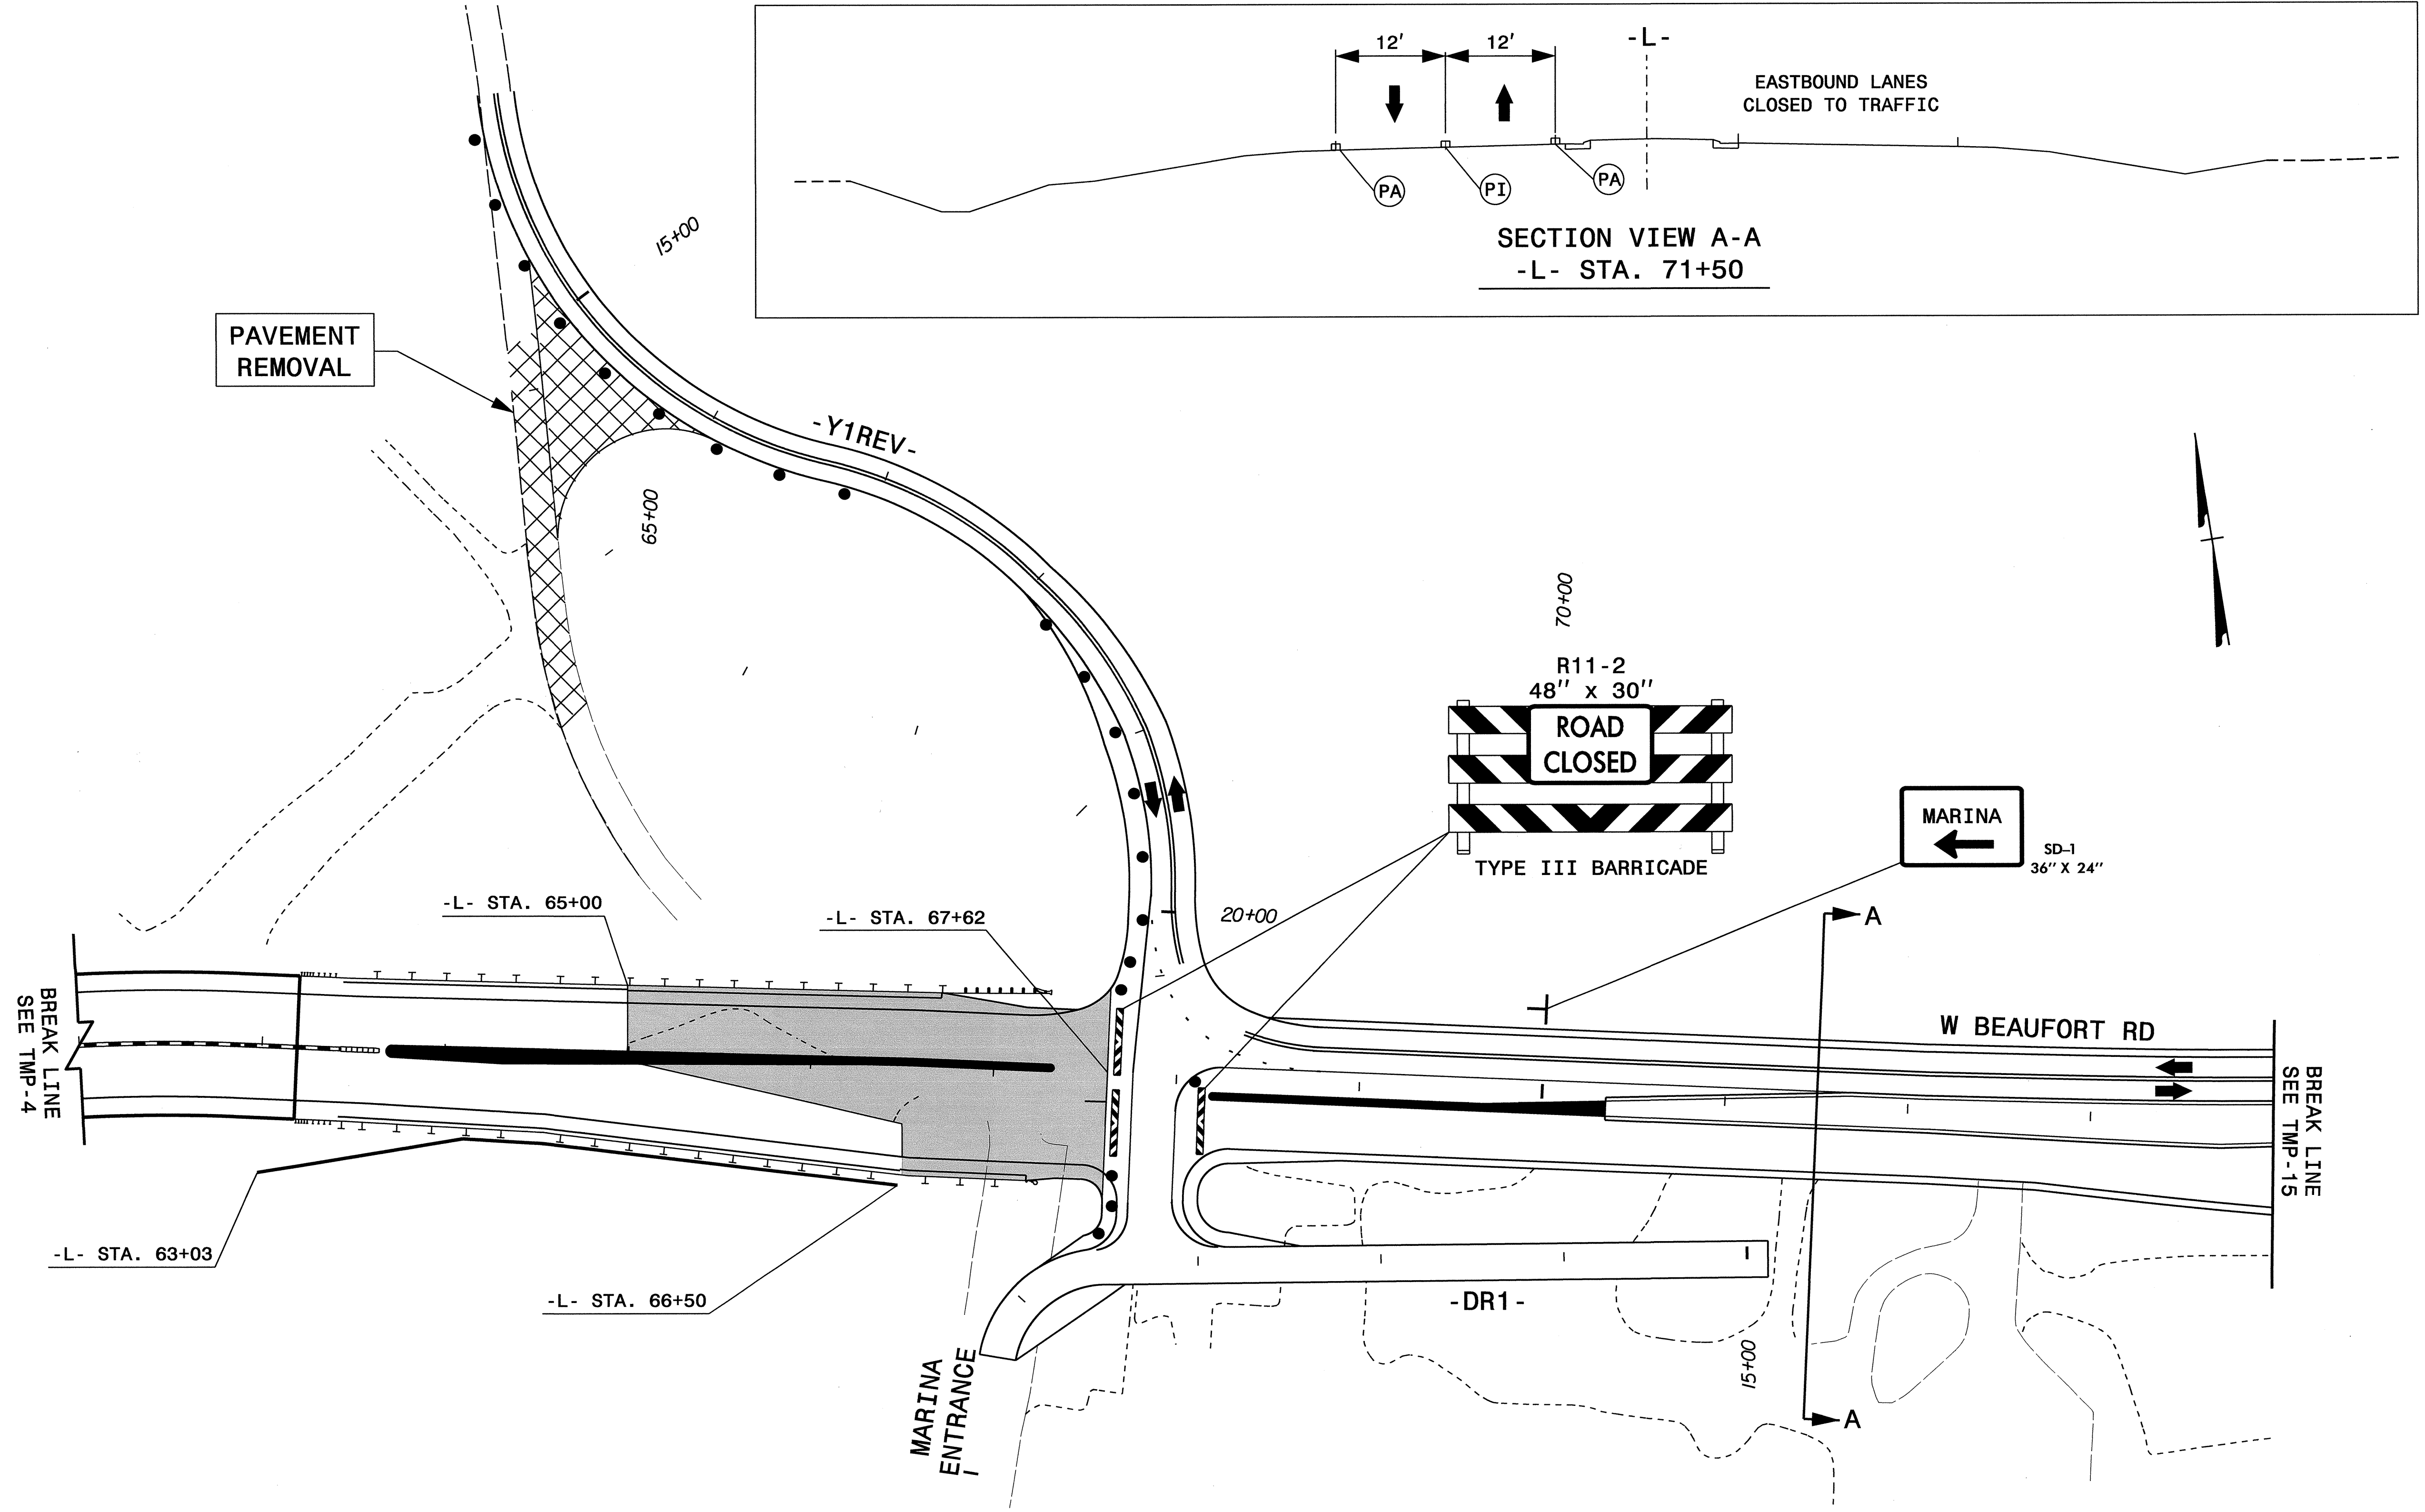 12'
12'
-L-
EASTBOUND LANES
CLOSED TO TRAFFIC
PA
PI
PA
SECTION VIEW A-A
-L- STA. 71+50
15+00
PAVEMENT
REMOVAL
-Y1REV-
65+00
70+00
R11-2
48" x 30"
ROAD
CLOSED
TYPE III BARRICADE
MARINA
SD-1
36" X 24"
-L- STA. 65+00
-L- STA. 67+62
20+00
A
BREAK LINE
SEE TMP-4
W BEAUFORT RD
BREAK LINE
SEE TMP-15
-L- STA. 63+03
-L- STA. 66+50
-DR1-
15+00
MARINA
ENTRANCE
A